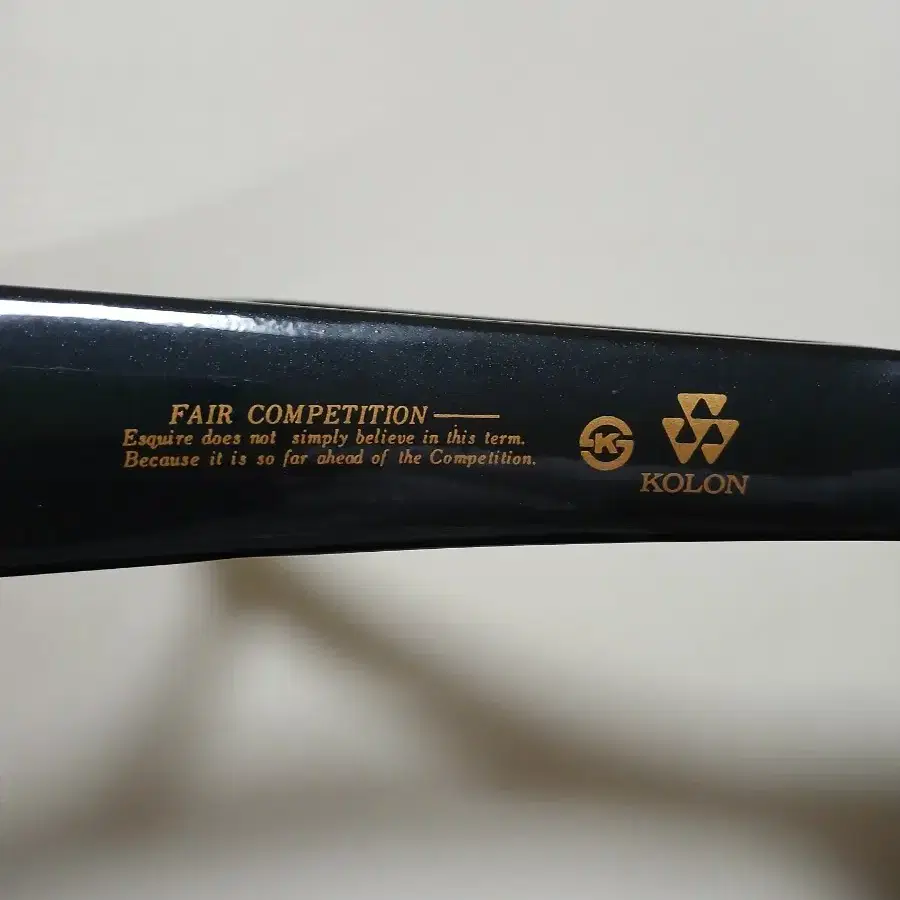 FAIR COMPETITION
Esquire does not simply believe in this term.
Because it is so far ahead of the Competition.
K
KOLON